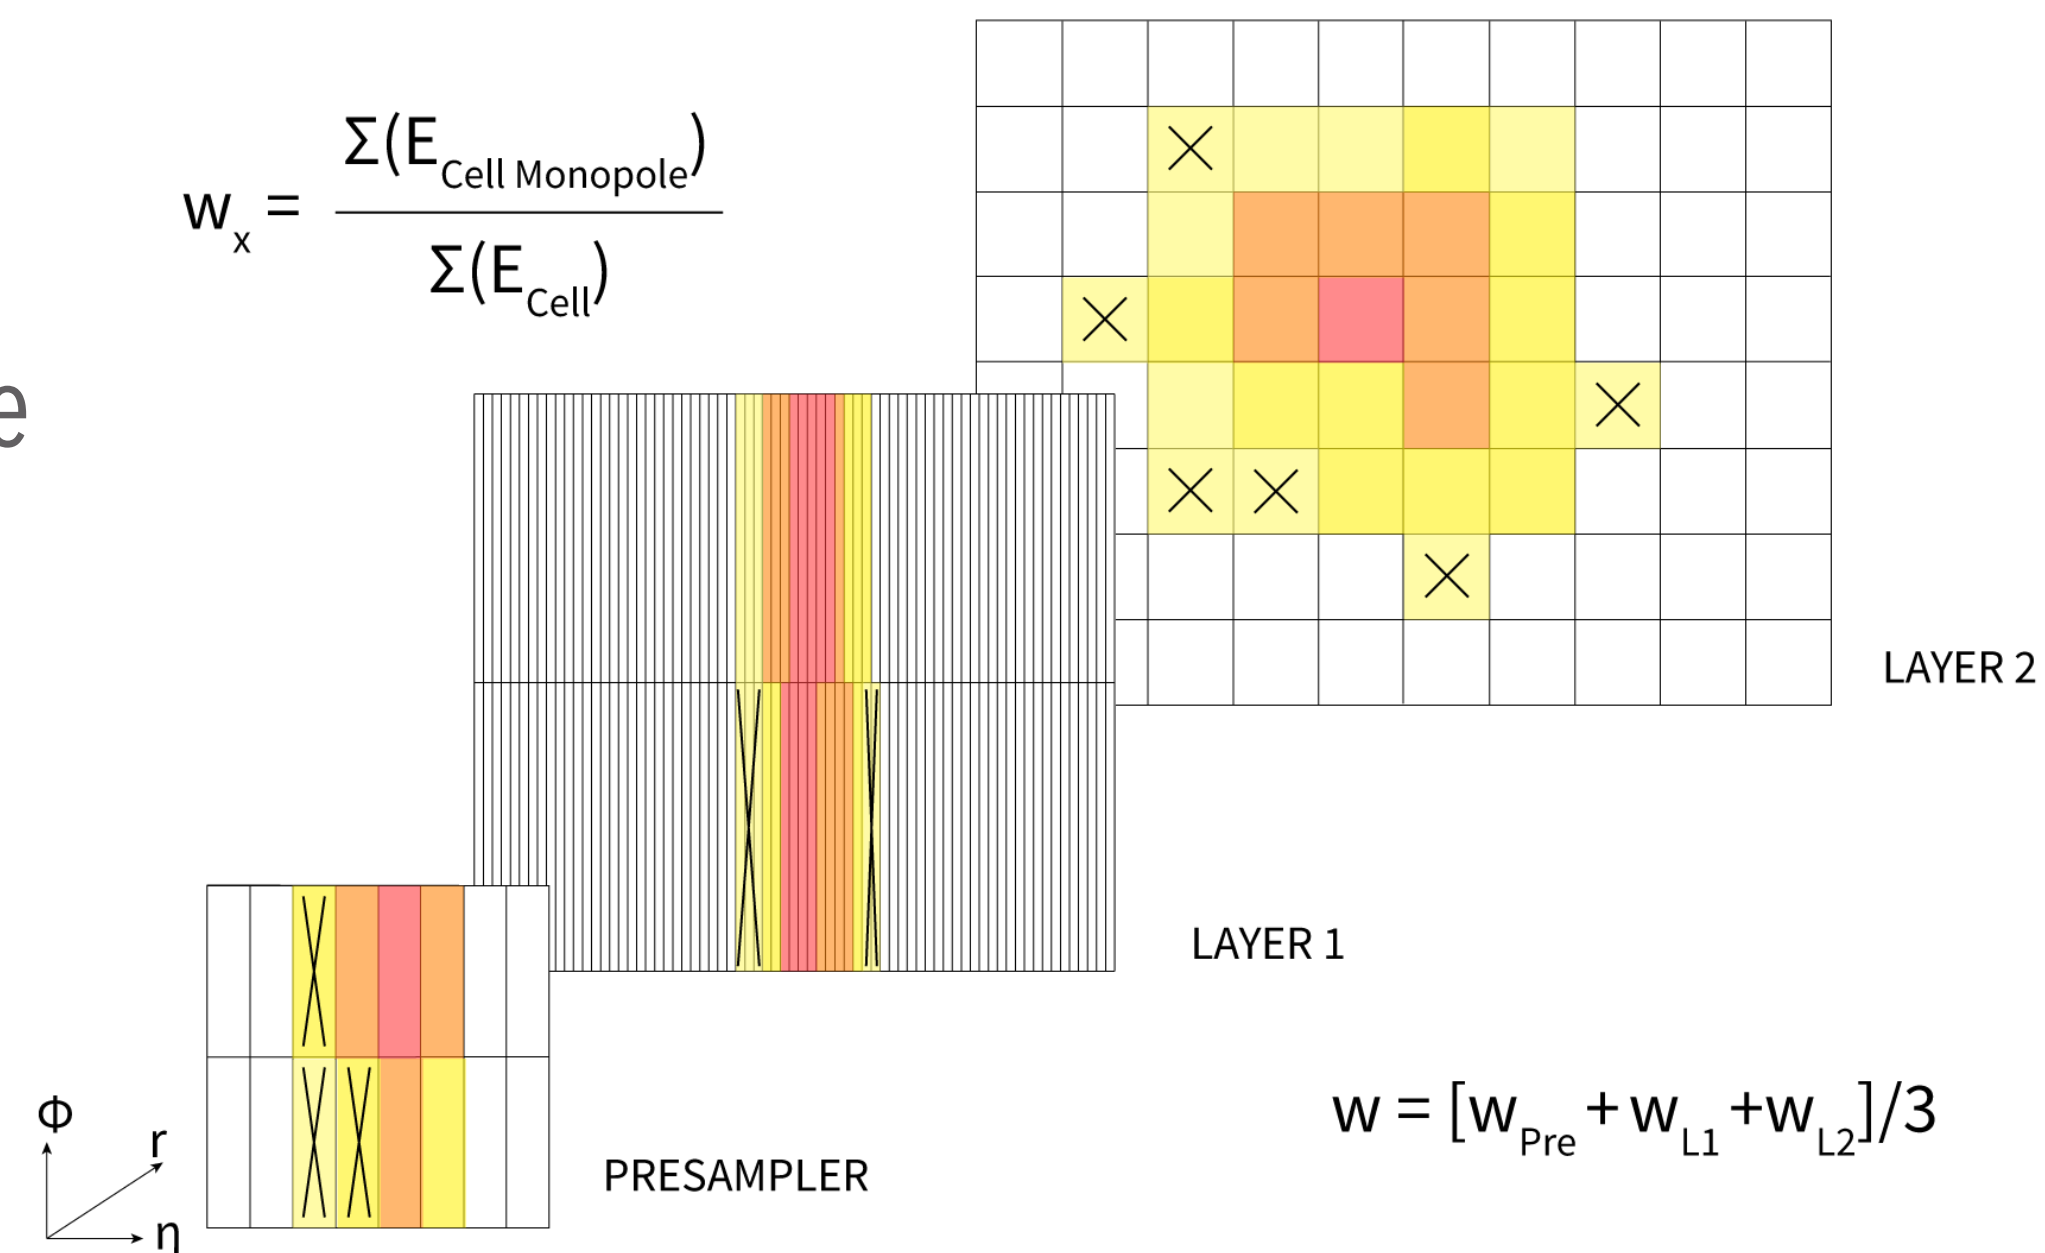 w_x = Σ(E_Cell Monopole) / Σ(E_Cell)
e
LAYER 2
LAYER 1
Φ
r
η
PRESAMPLER
w = [w_Pre + w_L1 +w_L2]/3